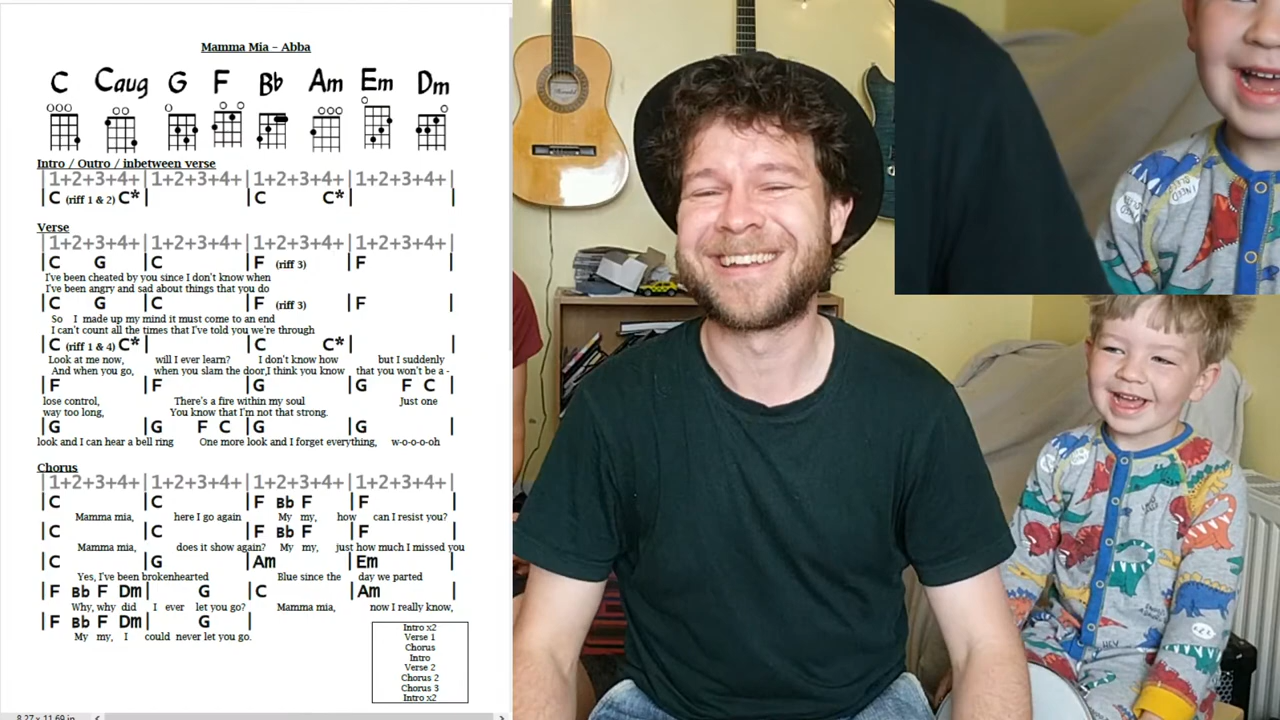 Mamma Mia – Abba
C Caug G F Bb Am Em Dm
Intro / Outro / inbetween verse
|1+2+3+4+|1+2+3+4+|1+2+3+4+|1+2+3+4+|
|C (riff 1 & 2) C*| |C C*| |
Verse
|1+2+3+4+|1+2+3+4+|1+2+3+4+|1+2+3+4+|
|C G |C |F (riff 3) |F |
I've been cheated by you since I don't know when
I've been angry and sad about things that you do
|C G |C |F (riff 3) |F |
So I made up my mind it must come to an end
I can't count all the times that I've told you we're through
|C (riff 1 & 4) C*| |C C*| |
Look at me now, will I ever learn? I don't know how but I suddenly
And when you go, when you slam the door,I think you know that you won't be a -
|F |F |G |G F C |
lose control, There's a fire within my soul Just one
way too long, You know that I'm not that strong.
|G |G F C |G |G |
look and I can hear a bell ring One more look and I forget everything, w-o-o-o-oh
Chorus
|1+2+3+4+|1+2+3+4+|1+2+3+4+|1+2+3+4+|
|C |C |F Bb F |F |
Mamma mia, here I go again My my, how can I resist you?
|C |C |F Bb F |F |
Mamma mia, does it show again? My my, just how much I missed you
|C |G |Am |Em |
Yes, I've been brokenhearted Blue since the day we parted
|F Bb F Dm| G |C |Am |
Why, why did I ever let you go? Mamma mia, now I really know,
|F Bb F Dm| G |
My my, I could never let you go.
Intro x2
Verse 1
Chorus
Intro
Verse 2
Chorus 2
Chorus 3
Intro x2
8.27 x 11.69 in